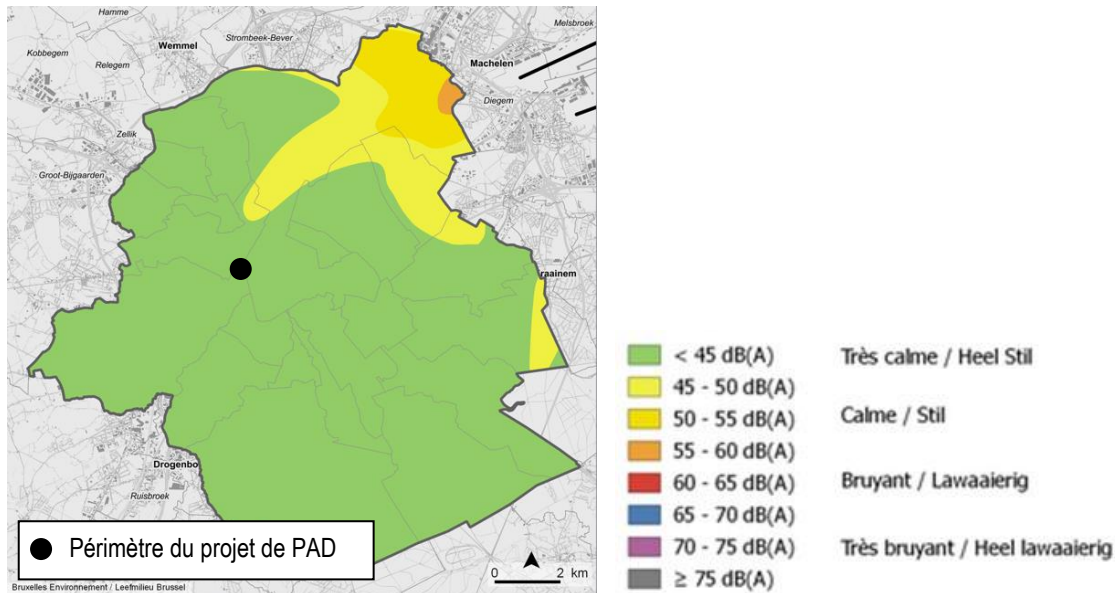 Hamme
Melsbroek
Strombeek-Bever
Wemmel
Kobbegem
Machelen
Relegem
Diegem
Zellik
Groot-Bijgaarden
raainem
Drogenbo
Ruisbroek
Périmètre du projet de PAD
0 2 km
Bruxelles Environnement / Leefmilieu Brussel
< 45 dB(A) Très calme / Heel Stil
45 - 50 dB(A)
50 - 55 dB(A) Calme / Stil
55 - 60 dB(A)
60 - 65 dB(A) Bruyant / Lawaaierig
65 - 70 dB(A)
70 - 75 dB(A) Très bruyant / Heel lawaaierig
≥ 75 dB(A)